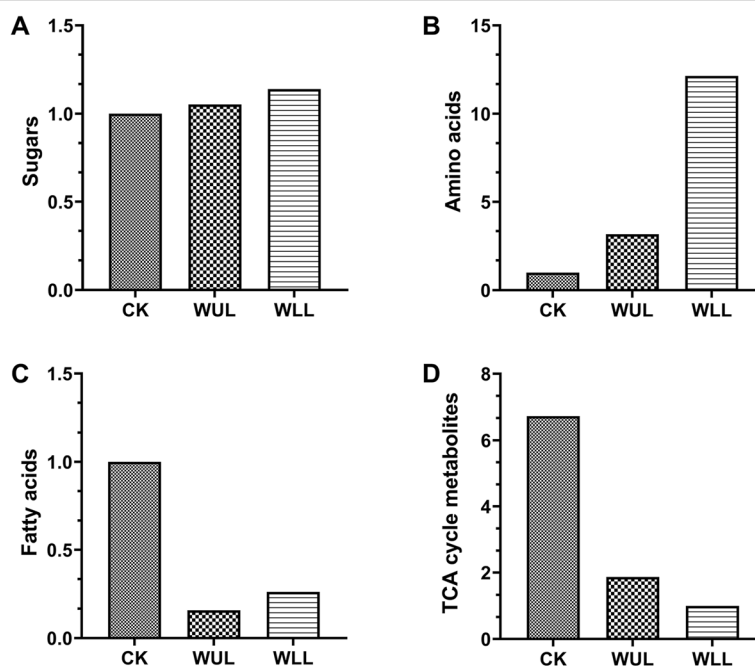 A
Sugars
1.5
1.0
0.5
0.0
CK WUL WLL
B
Amino acids
15
10
5
0
CK WUL WLL
C
Fatty acids
1.5
1.0
0.5
0.0
CK WUL WLL
D
TCA cycle metabolites
8
6
4
2
0
CK WUL WLL